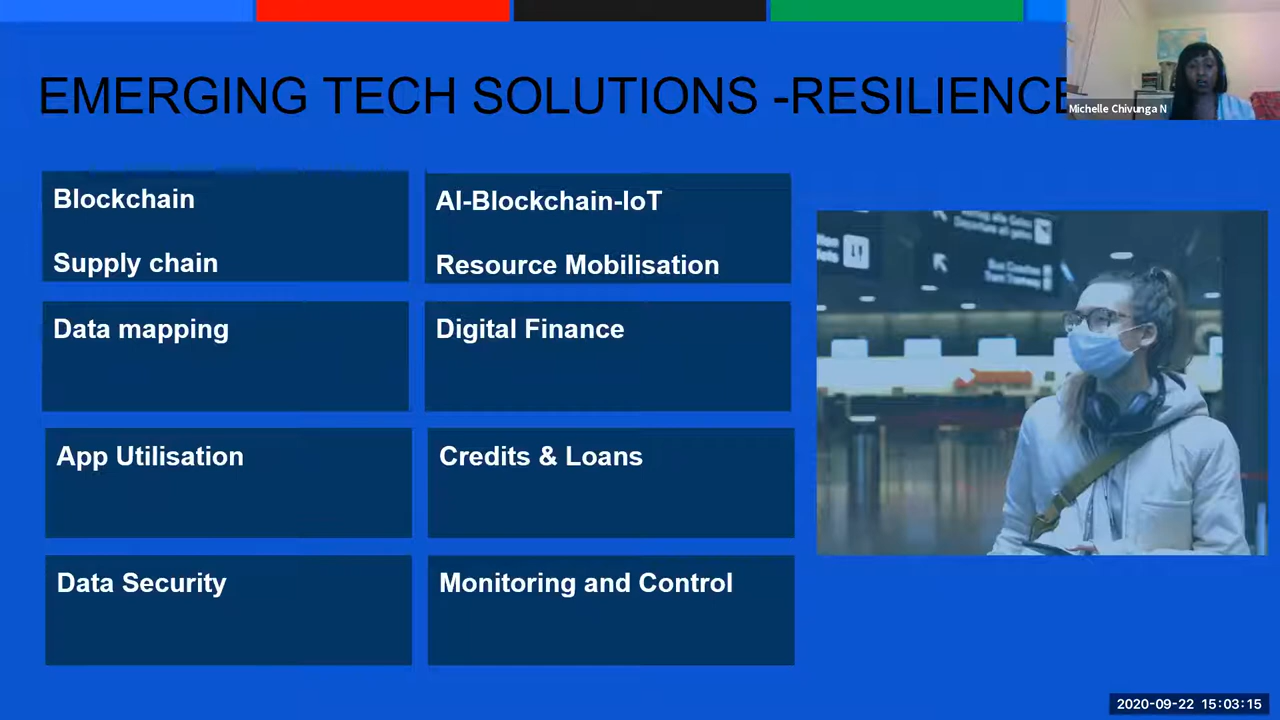 EMERGING TECH SOLUTIONS -RESILIENCE
Michelle Chivunga N
Blockchain
Supply chain
AI-Blockchain-IoT
Resource Mobilisation
Data mapping
Digital Finance
App Utilisation
Credits & Loans
Data Security
Monitoring and Control
2020-09-22 15:03:15